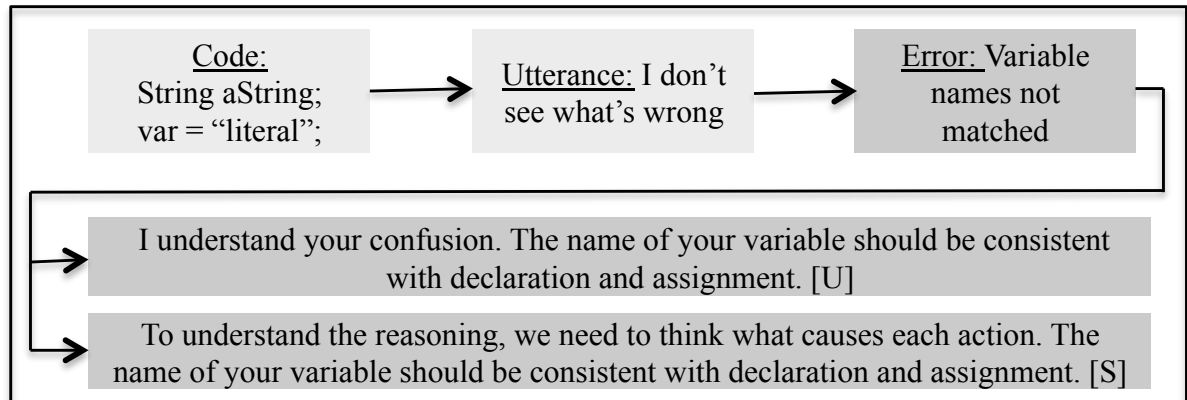 Code:
String aString;
var = “literal”;
Utterance: I don’t
see what’s wrong
Error: Variable
names not
matched
I understand your confusion. The name of your variable should be consistent
with declaration and assignment. [U]
To understand the reasoning, we need to think what causes each action. The
name of your variable should be consistent with declaration and assignment. [S]